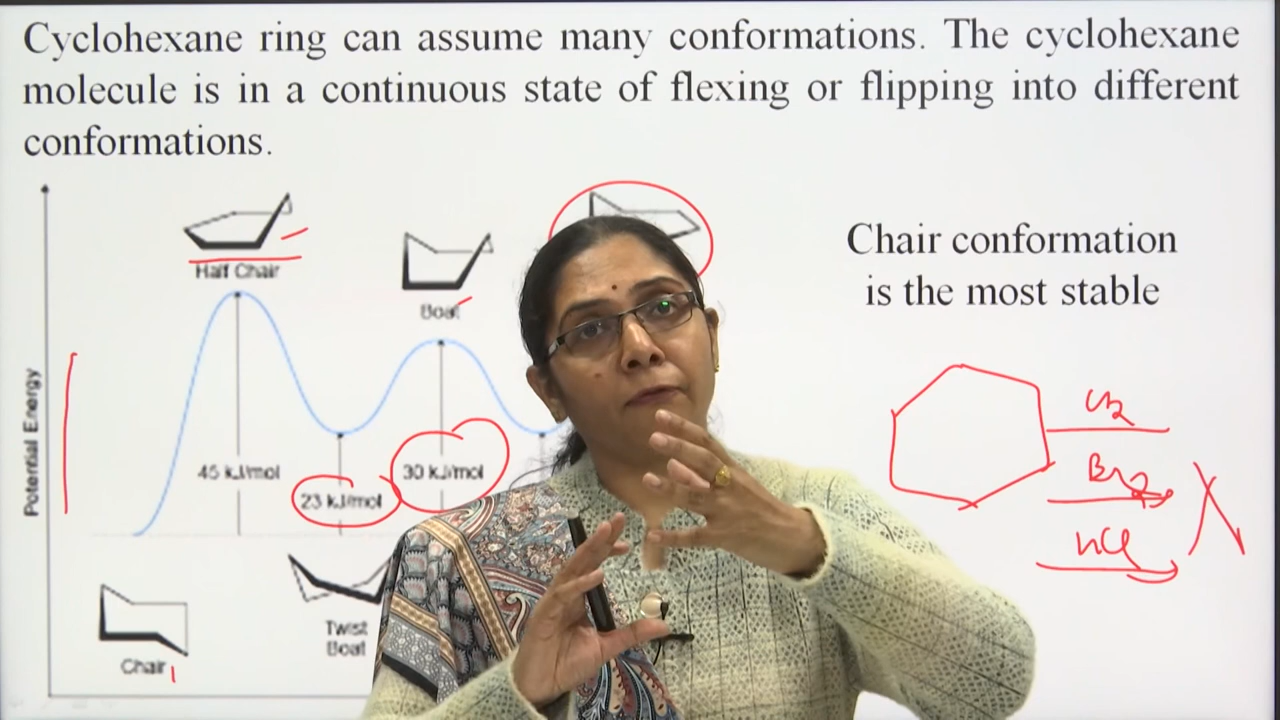 Cyclohexane ring can assume many conformations. The cyclohexane
molecule is in a continuous state of flexing or flipping into different
conformations.
Half Chair
Boat
Chair conformation
is the most stable
Potential Energy
45 kJ/mol
23 kJ/mol
30 kJ/mol
Cl2
Br2
HCl
Chair
Twist
Boat